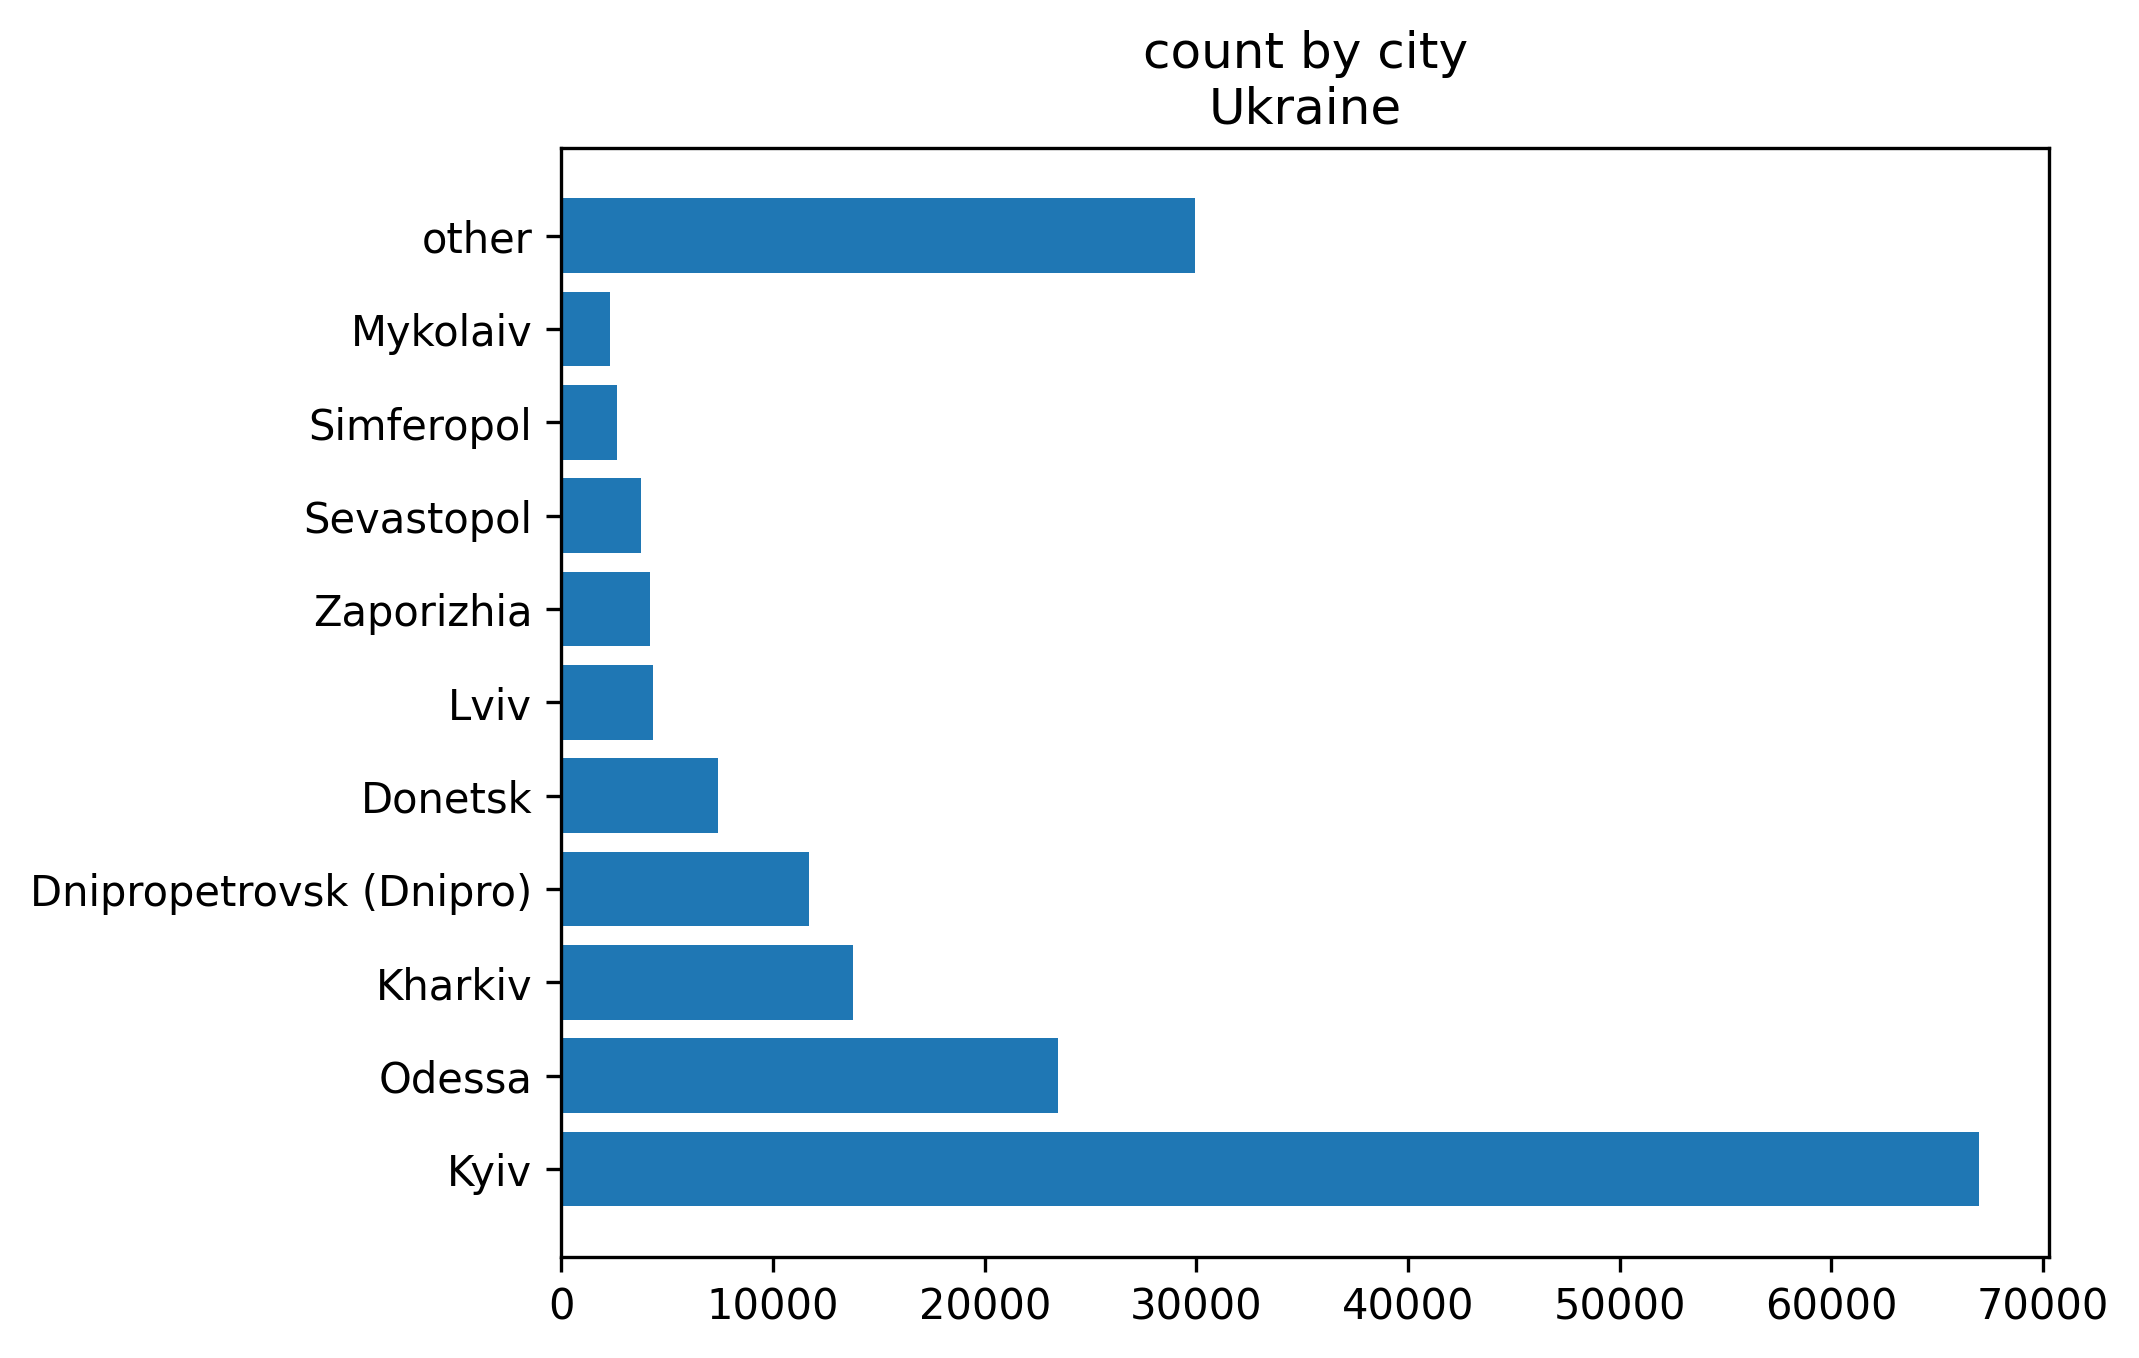 count by city
Ukraine
other
Mykolaiv
Simferopol
Sevastopol
Zaporizhia
Lviv
Donetsk
Dnipropetrovsk (Dnipro)
Kharkiv
Odessa
Kyiv
0 10000 20000 30000 40000 50000 60000 70000